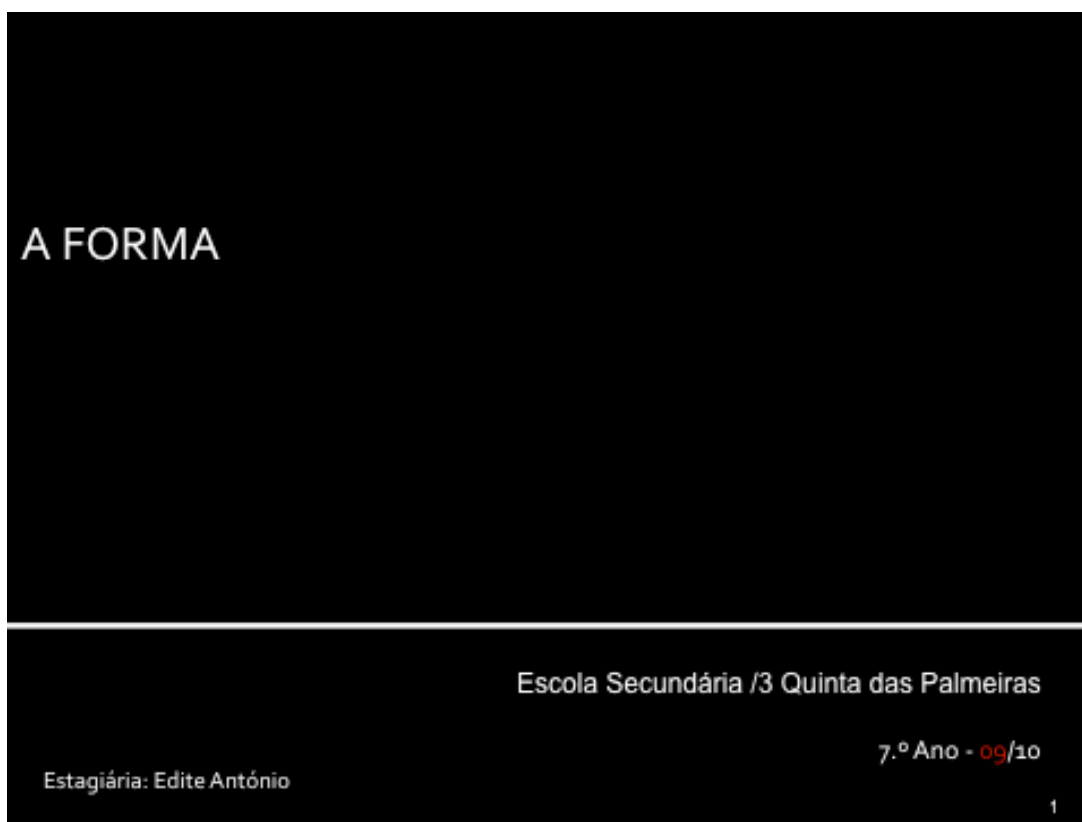 A FORMA
Escola Secundária /3 Quinta das Palmeiras
7.º Ano - 09/10
Estagiária: Edite António
1